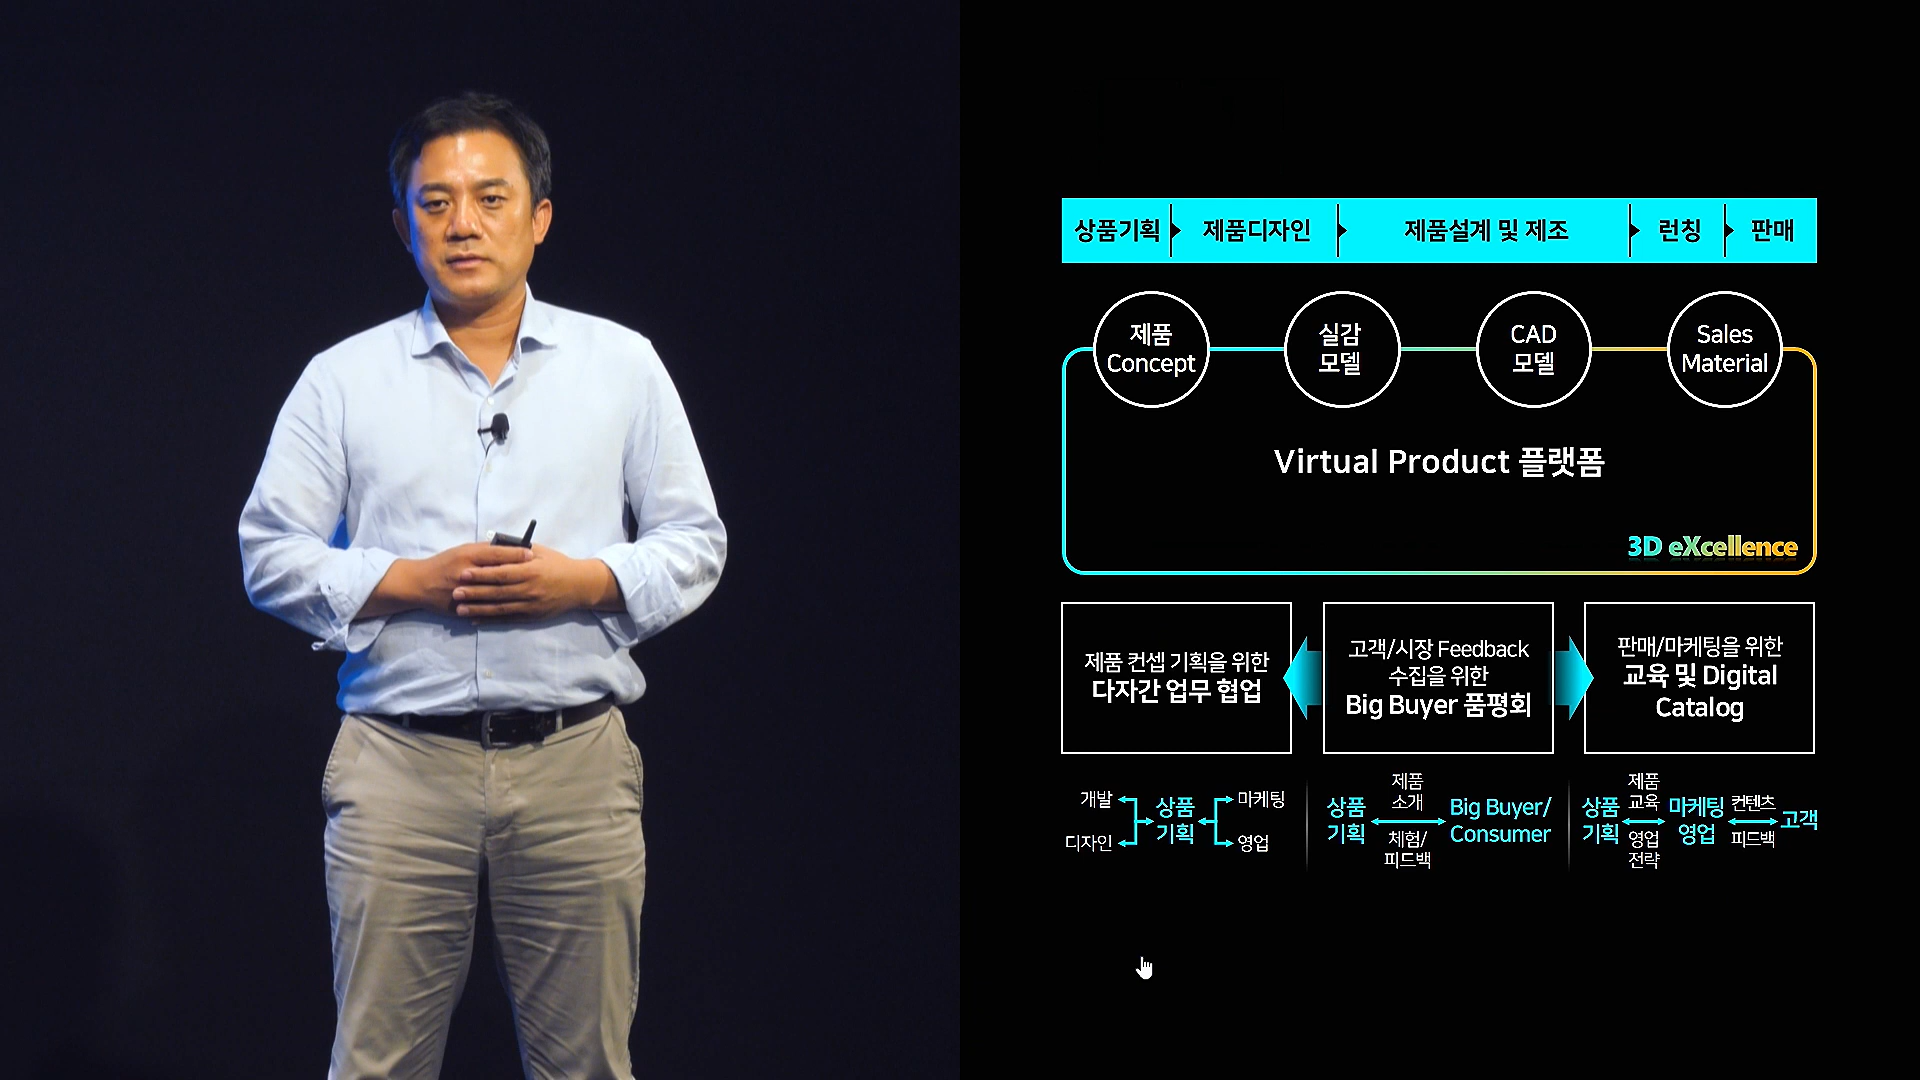 상품기획 제품디자인 제품설계 및 제조 런칭 판매
제품
Concept
실감
모델
CAD
모델
Sales
Material
Virtual Product 플랫폼
3D eXcellence
제품 컨셉 기획을 위한
다자간 업무 협업
고객/시장 Feedback
수집을 위한
Big Buyer 품평회
판매/마케팅을 위한
교육 및 Digital
Catalog
개발
디자인
상품
기획
마케팅
영업
상품
기획
제품
소개
체험/
피드백
Big Buyer/
Consumer
상품
기획
제품
교육
영업
전략
마케팅
영업
컨텐츠
피드백
고객